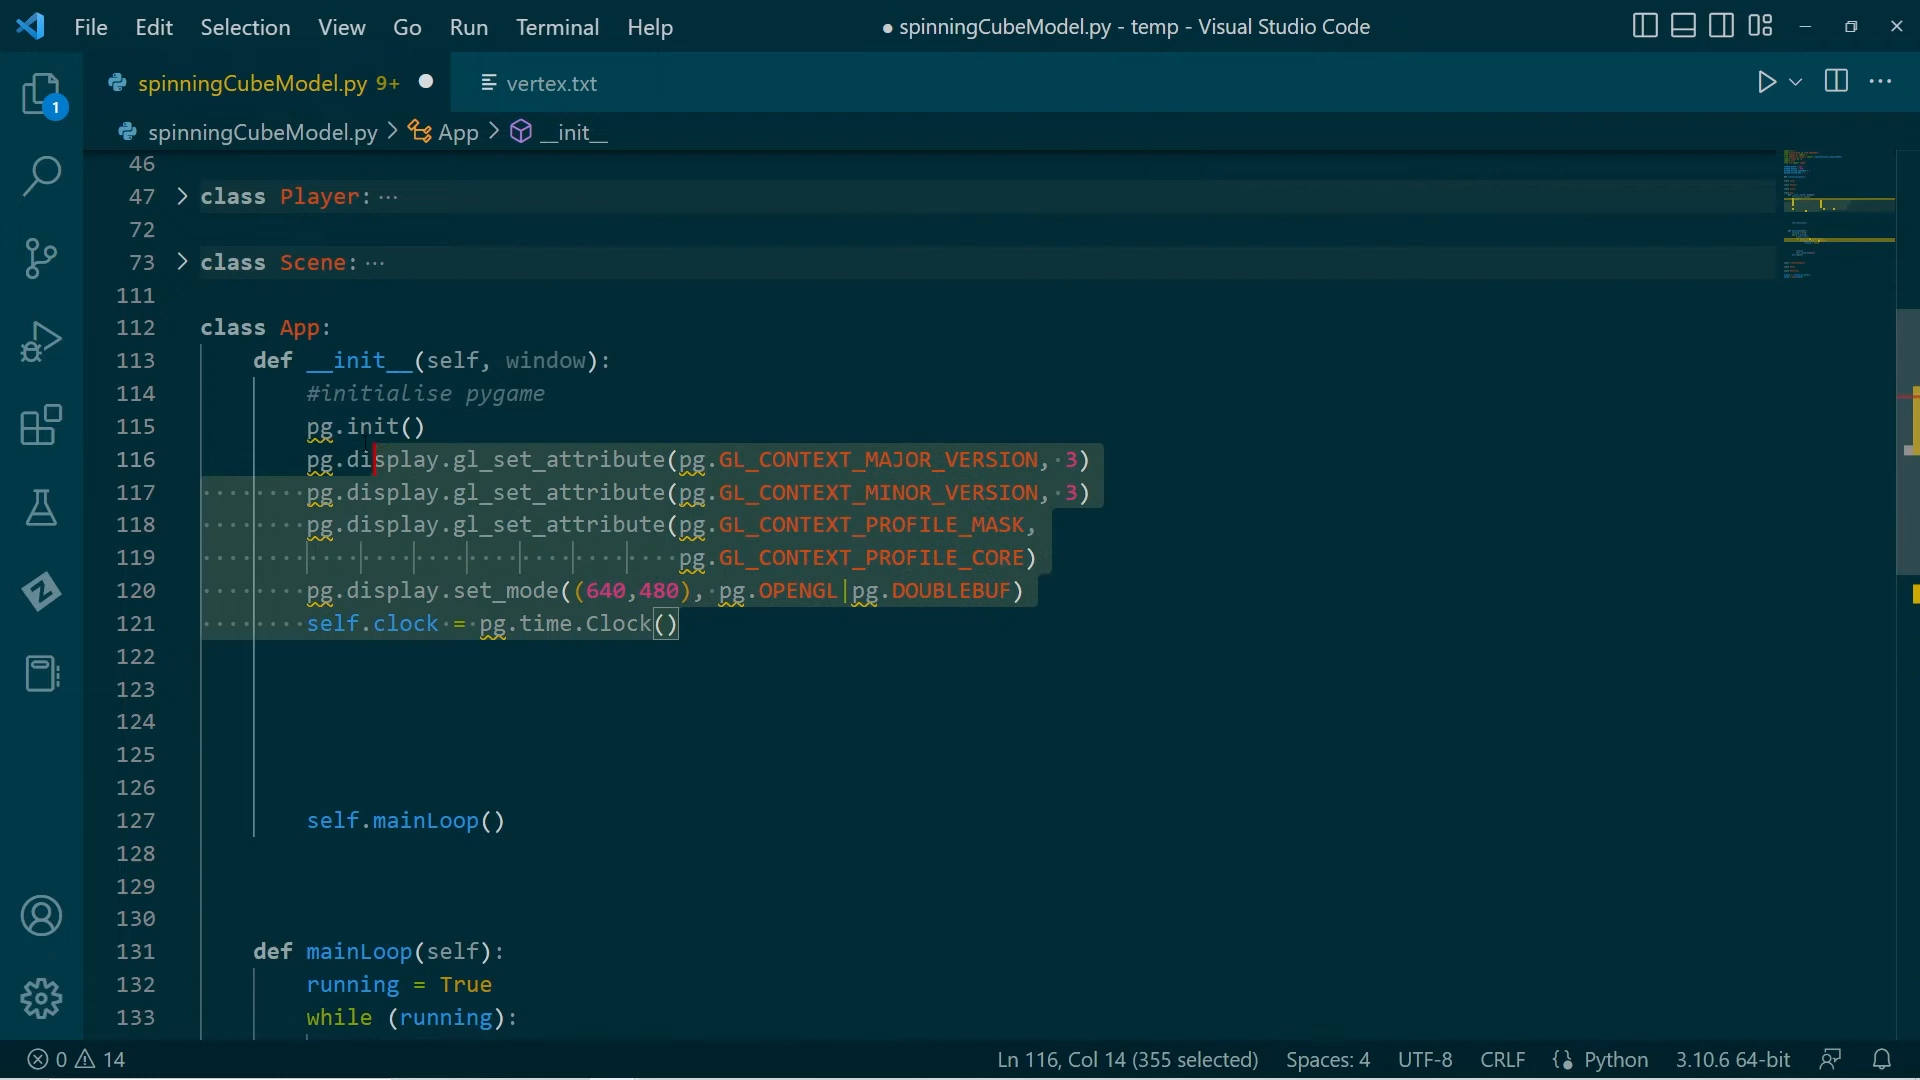 File Edit Selection View Go Run Terminal Help ● spinningCubeModel.py - temp - Visual Studio Code
spinningCubeModel.py 9+ ● vertex.txt
1
spinningCubeModel.py > App > __init__
46
47 > class Player: ···
72
73 > class Scene: ···
111
112 class App:
113 def __init__(self, window):
114 #initialise pygame
115 pg.init()
116 pg.display.gl_set_attribute(pg.GL_CONTEXT_MAJOR_VERSION, 3)
117 pg.display.gl_set_attribute(pg.GL_CONTEXT_MINOR_VERSION, 3)
118 pg.display.gl_set_attribute(pg.GL_CONTEXT_PROFILE_MASK,
119 pg.GL_CONTEXT_PROFILE_CORE)
120 pg.display.set_mode((640,480), pg.OPENGL|pg.DOUBLEBUF)
121 self.clock = pg.time.Clock()
122
123
124
125
126
127 self.mainLoop()
128
129
130
131 def mainLoop(self):
132 running = True
133 while (running):
0 14 Ln 116, Col 14 (355 selected) Spaces: 4 UTF-8 CRLF Python 3.10.6 64-bit